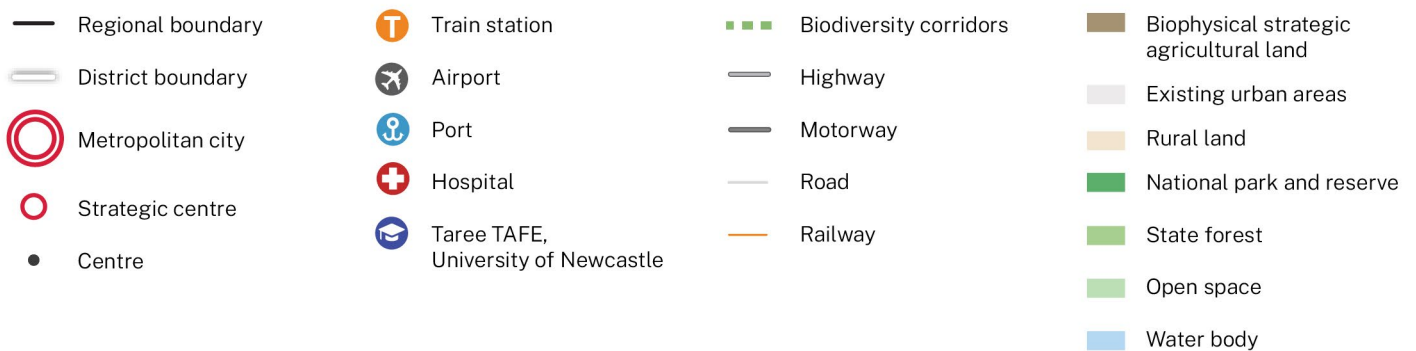 Regional boundary
District boundary
Metropolitan city
Strategic centre
Centre
T
Train station
Airport
Port
Hospital
Taree TAFE,
University of Newcastle
Biodiversity corridors
Highway
Motorway
Road
Railway
Biophysical strategic
agricultural land
Existing urban areas
Rural land
National park and reserve
State forest
Open space
Water body